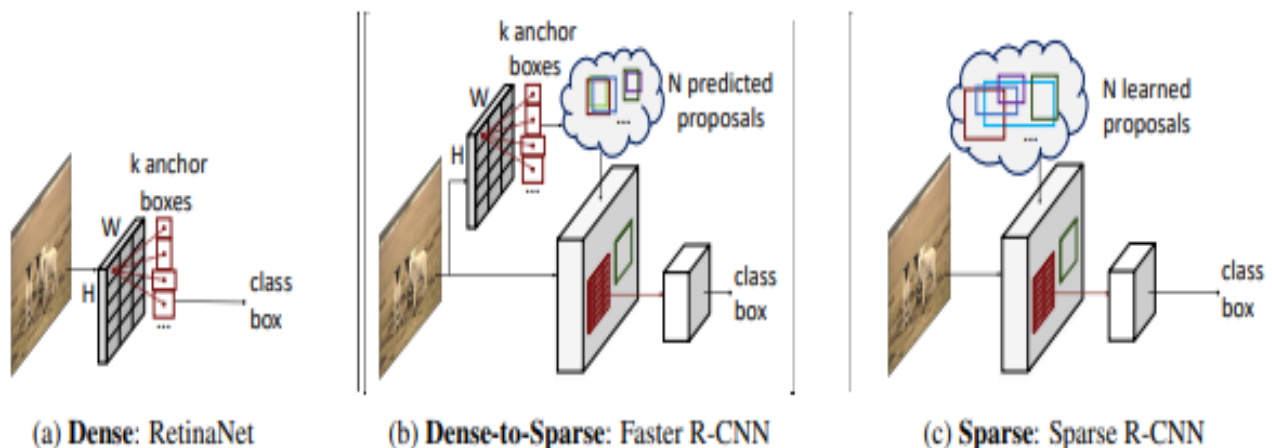 k anchor
boxes
W
H
...
class
box
(a) Dense: RetinaNet
k anchor
boxes
W
H
...
...
N predicted
proposals
class
box
(b) Dense-to-Sparse: Faster R-CNN
...
N learned
proposals
class
box
(c) Sparse: Sparse R-CNN